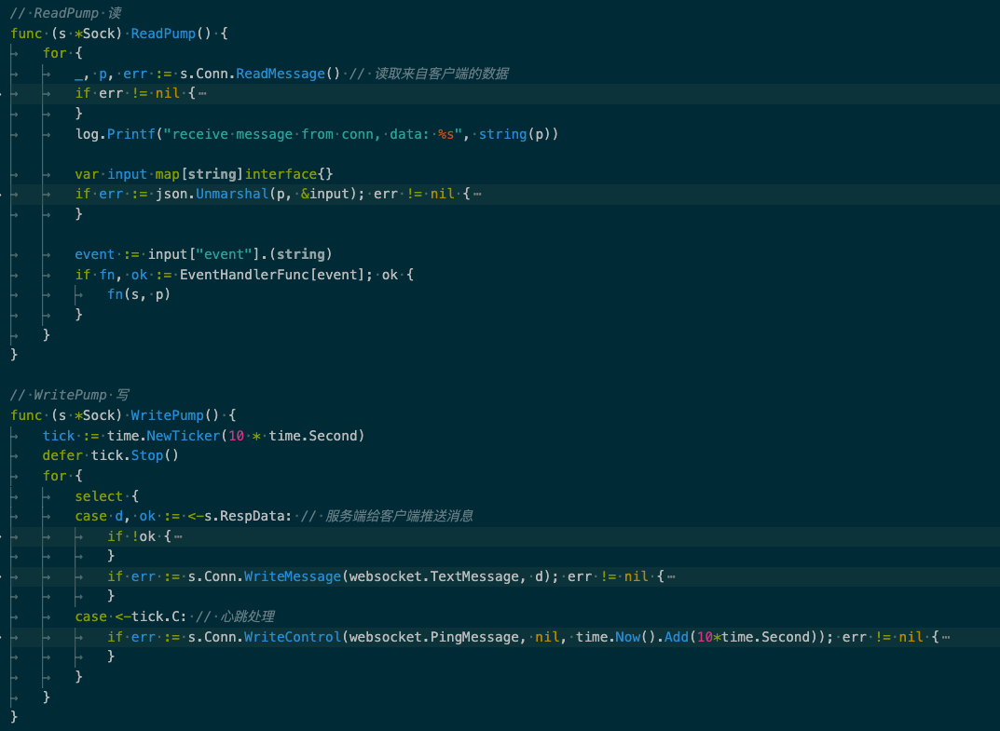 // ReadPump 读
func (s *Sock) ReadPump() {
    for {
        _, p, err := s.Conn.ReadMessage() // 读取来自客户端的数据
        if err != nil {⋯
        }
        log.Printf("receive message from conn, data: %s", string(p))

        var input map[string]interface{}
        if err := json.Unmarshal(p, &input); err != nil {⋯
        }

        event := input["event"].(string)
        if fn, ok := EventHandlerFunc[event]; ok {
            fn(s, p)
        }
    }
}

// WritePump 写
func (s *Sock) WritePump() {
    tick := time.NewTicker(10 * time.Second)
    defer tick.Stop()
    for {
        select {
        case d, ok := <-s.RespData: // 服务端给客户端推送消息
            if !ok {⋯
            }
            if err := s.Conn.WriteMessage(websocket.TextMessage, d); err != nil {⋯
            }
        case <-tick.C: // 心跳处理
            if err := s.Conn.WriteControl(websocket.PingMessage, nil, time.Now().Add(10*time.Second)); err != nil {⋯
            }
        }
    }
}